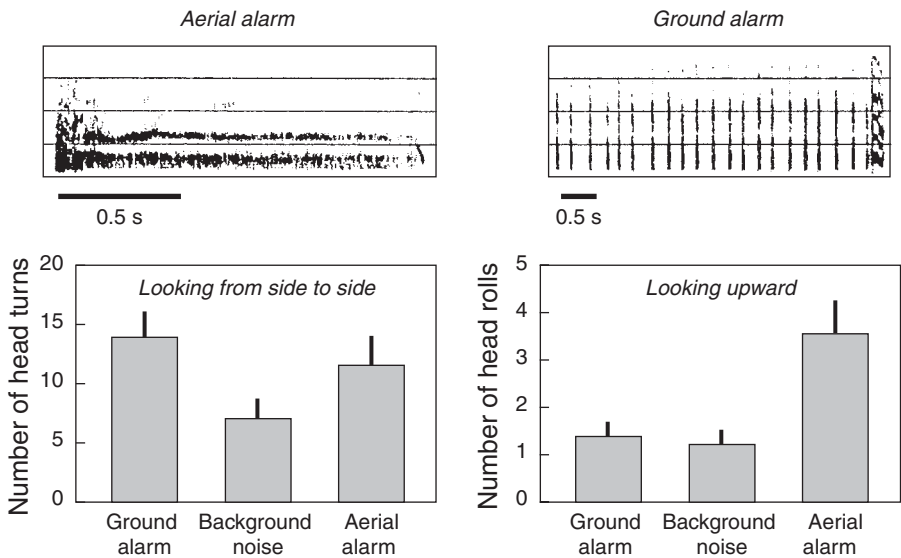 Aerial alarm
Ground alarm
0.5 s
0.5 s
Number of head turns
20
15
10
5
0
Looking from side to side
Ground alarm
Background noise
Aerial alarm
Number of head rolls
5
4
3
2
1
0
Looking upward
Ground alarm
Background noise
Aerial alarm